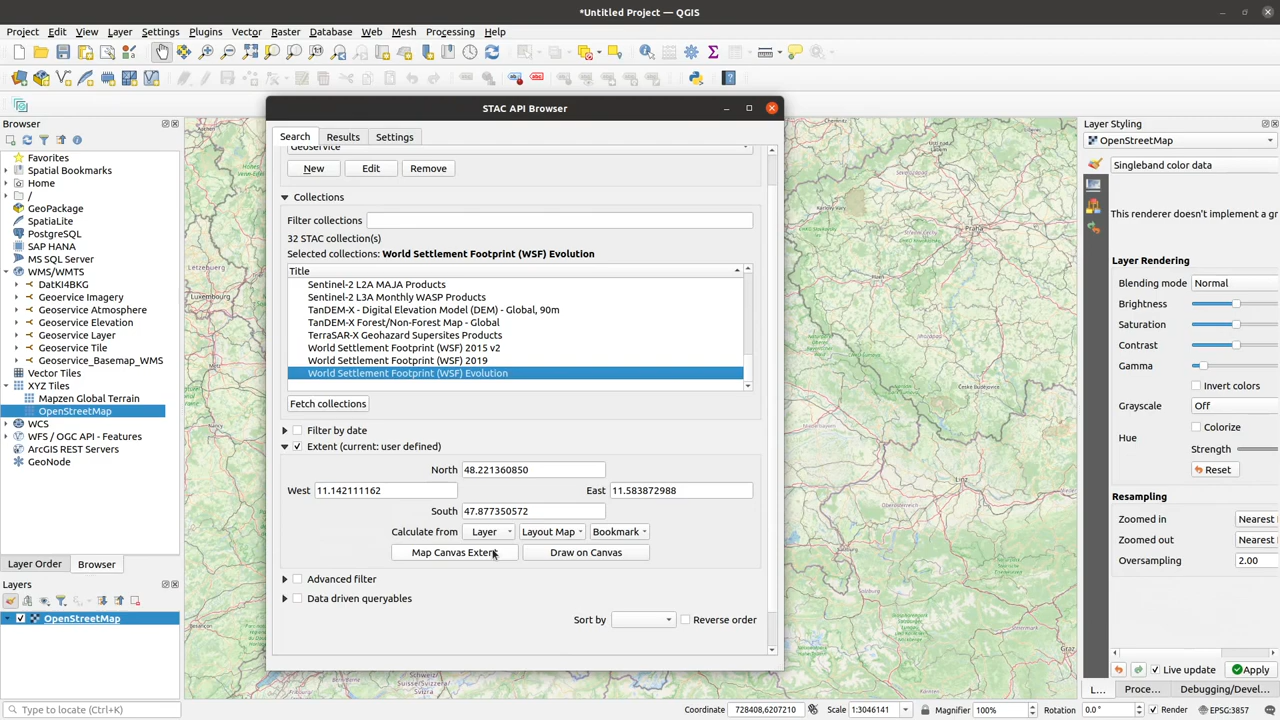 *Untitled Project — QGIS
Project Edit View Layer Settings Plugins Vector Raster Database Web Mesh Processing Help
Browser
Favorites
Spatial Bookmarks
Home
/
GeoPackage
SpatiaLite
PostgreSQL
SAP HANA
MS SQL Server
WMS/WMTS
DatKI4BKG
Geoservice Imagery
Geoservice Atmosphere
Geoservice Elevation
Geoservice Layer
Geoservice Tile
Geoservice_Basemap_WMS
Vector Tiles
XYZ Tiles
Mapzen Global Terrain
OpenStreetMap
WCS
WFS / OGC API - Features
ArcGIS REST Servers
GeoNode
Layer Order Browser
Layers
OpenStreetMap
STAC API Browser
Search Results Settings
Geoservice
New Edit Remove
Collections
Filter collections
32 STAC collection(s)
Selected collections: World Settlement Footprint (WSF) Evolution
Title
Sentinel-2 L2A MAJA Products
Sentinel-2 L3A Monthly WASP Products
TanDEM-X - Digital Elevation Model (DEM) - Global, 90m
TanDEM-X Forest/Non-Forest Map - Global
TerraSAR-X Geohazard Supersites Products
World Settlement Footprint (WSF) 2015 v2
World Settlement Footprint (WSF) 2019
World Settlement Footprint (WSF) Evolution
Fetch collections
Filter by date
Extent (current: user defined)
North 48.221360850
West 11.142111162 East 11.583872988
South 47.877350572
Calculate from Layer Layout Map Bookmark
Map Canvas Extent Draw on Canvas
Advanced filter
Data driven queryables
Sort by Reverse order
Layer Styling
OpenStreetMap
Singleband color data
This renderer doesn't implement a gr
Layer Rendering
Blending mode Normal
Brightness
Saturation
Contrast
Gamma
Invert colors
Grayscale Off
Colorize
Hue
Strength
Reset
Resampling
Zoomed in Nearest
Zoomed out Nearest
Oversampling 2.00
Live update Apply
L... Proce... Debugging/Devel...
Praha
Luxembourg
Graz
Type to locate (Ctrl+K) Coordinate 728408,6207210 Scale 1:3046141 Magnifier 100% Rotation 0.0 ° Render EPSG:3857